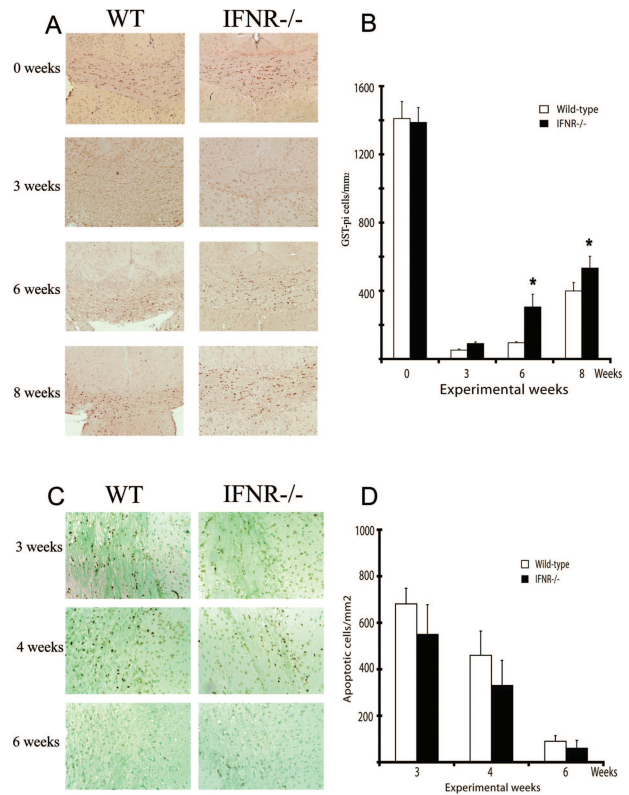 A
WT IFNR-/-
0 weeks
3 weeks
6 weeks
8 weeks
B
1600
1400
1000
800
400
GST-pi cells/mm2
Wild-type
IFNR-/-
*
*
0 3 6 8 Weeks
Experimental weeks
C
WT IFNR-/-
3 weeks
4 weeks
6 weeks
D
1000
800
600
400
200
Apoptotic cells/mm2
Wild-type
IFNR-/-
3 4 6 Weeks
Experimental weeks